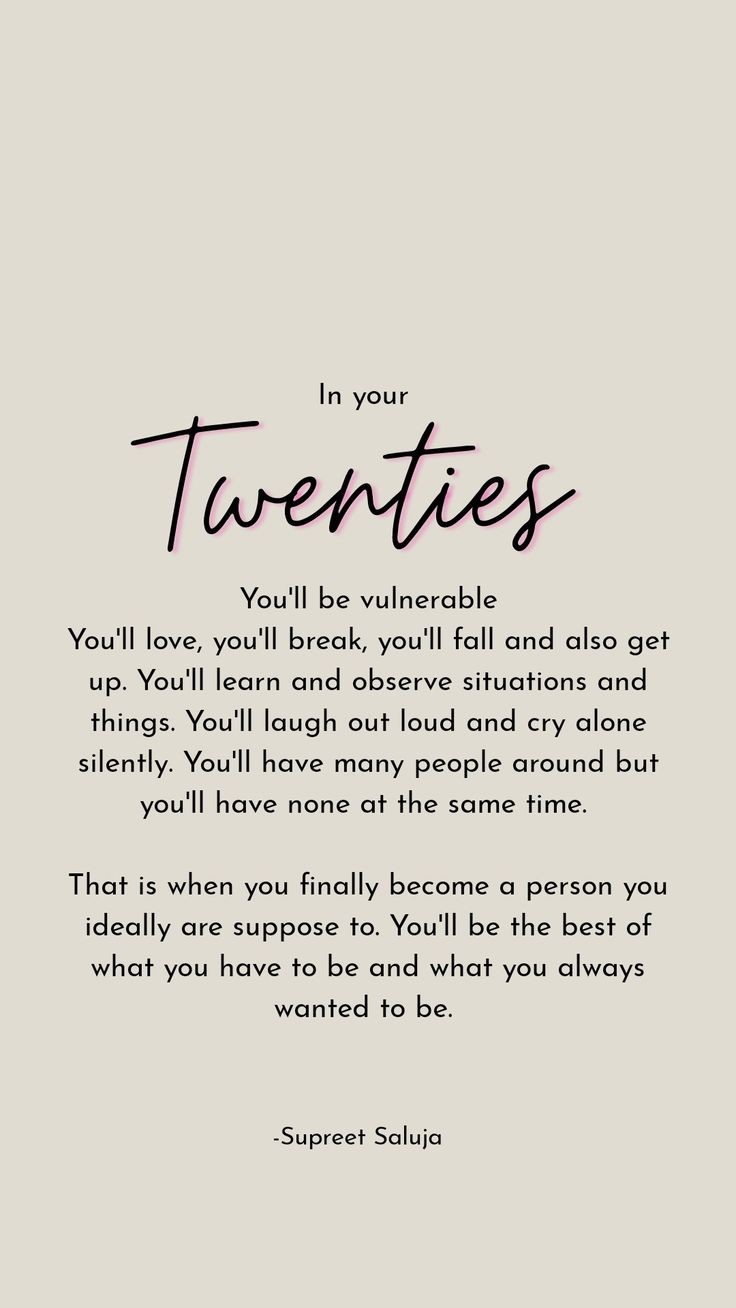 In your
Twenties
You'll be vulnerable
You'll love, you'll break, you'll fall and also get
up. You'll learn and observe situations and
things. You'll laugh out loud and cry alone
silently. You'll have many people around but
you'll have none at the same time.
That is when you finally become a person you
ideally are suppose to. You'll be the best of
what you have to be and what you always
wanted to be.
-Supreet Saluja